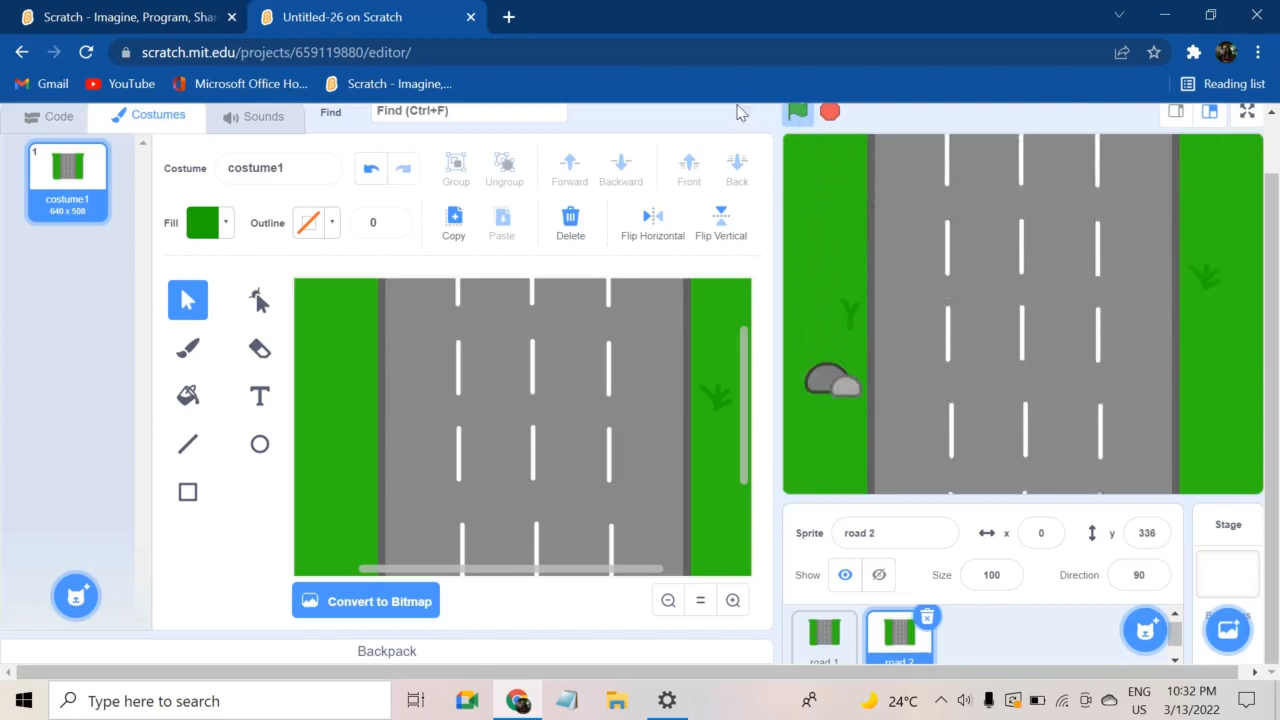 Scratch - Imagine, Program, Shar
Untitled-26 on Scratch
scratch.mit.edu/projects/659119880/editor/
Gmail
YouTube
Microsoft Office Ho...
Scratch - Imagine,...
Reading list
Code
Costumes
Sounds
Find
Find (Ctrl+F)
1
costume1
640 x 508
Costume
costume1
Group
Ungroup
Forward
Backward
Front
Back
Fill
Outline
0
Copy
Paste
Delete
Flip Horizontal
Flip Vertical
Convert to Bitmap
Backpack
Sprite
road 2
x
0
y
336
Show
Size
100
Direction
90
road 1
road 2
Stage
Type here to search
24°C
ENG
US
10:32 PM
3/13/2022